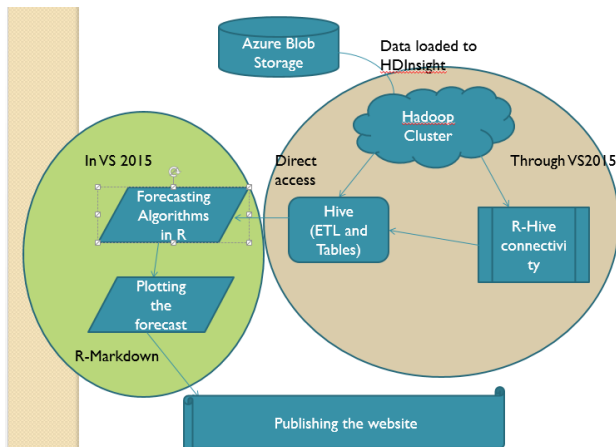 Azure Blob
Storage
Data loaded to
HDInsight
Hadoop
Cluster
In VS 2015
Direct
access
Through VS2015
Forecasting
Algorithms
in R
Hive
(ETL and
Tables)
R-Hive
connectivi
ty
Plotting
the
forecast
R-Markdown
Publishing the website